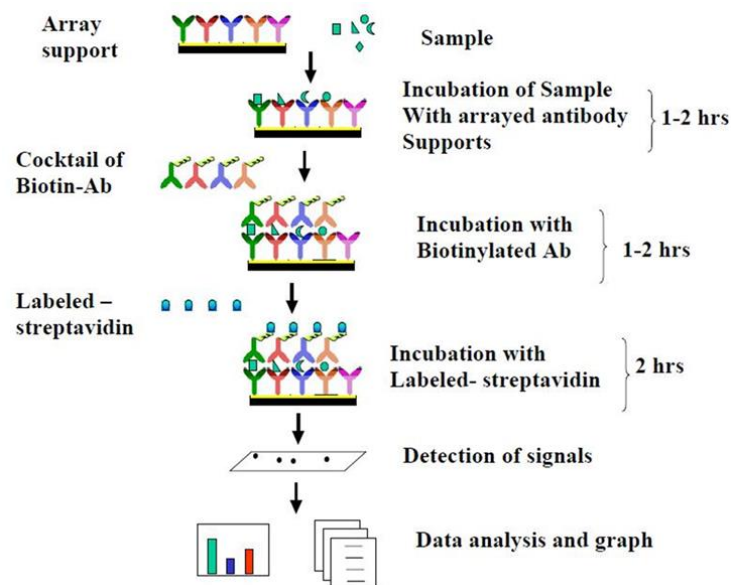 Array
support
Sample
Incubation of Sample
With arrayed antibody
Supports
1-2 hrs
Cocktail of
Biotin-Ab
Incubation with
Biotinylated Ab
1-2 hrs
Labeled –
streptavidin
Incubation with
Labeled- streptavidin
2 hrs
Detection of signals
Data analysis and graph